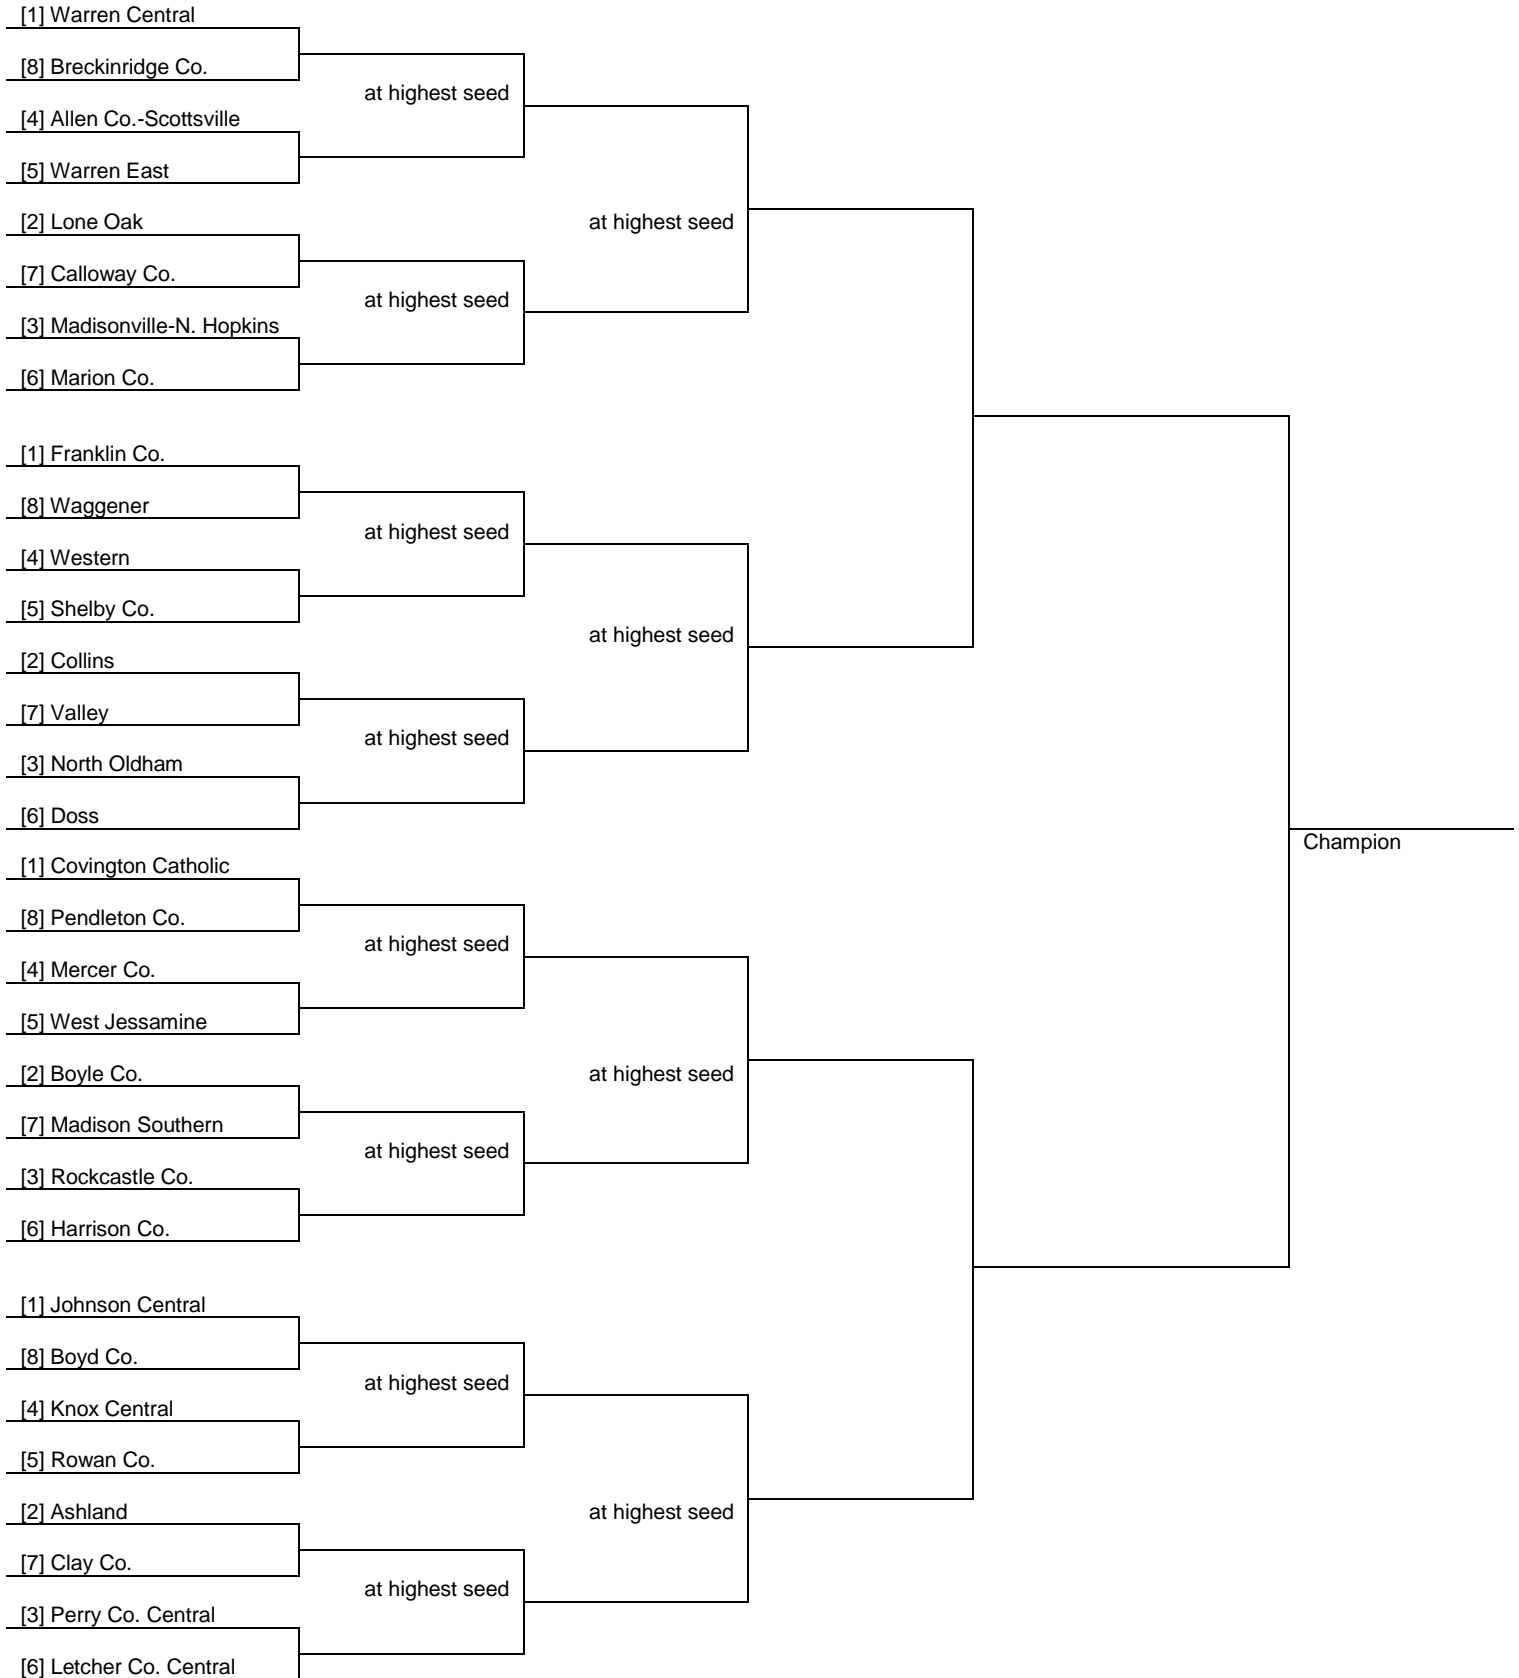 [1] Warren Central
[8] Breckinridge Co.
at highest seed
[4] Allen Co.-Scottsville
[5] Warren East
[2] Lone Oak
at highest seed
[7] Calloway Co.
at highest seed
[3] Madisonville-N. Hopkins
[6] Marion Co.
[1] Franklin Co.
[8] Waggener
at highest seed
[4] Western
[5] Shelby Co.
at highest seed
[2] Collins
[7] Valley
at highest seed
[3] North Oldham
[6] Doss
Champion
[1] Covington Catholic
[8] Pendleton Co.
at highest seed
[4] Mercer Co.
[5] West Jessamine
[2] Boyle Co.
at highest seed
[7] Madison Southern
at highest seed
[3] Rockcastle Co.
[6] Harrison Co.
[1] Johnson Central
[8] Boyd Co.
at highest seed
[4] Knox Central
[5] Rowan Co.
[2] Ashland
at highest seed
[7] Clay Co.
at highest seed
[3] Perry Co. Central
[6] Letcher Co. Central